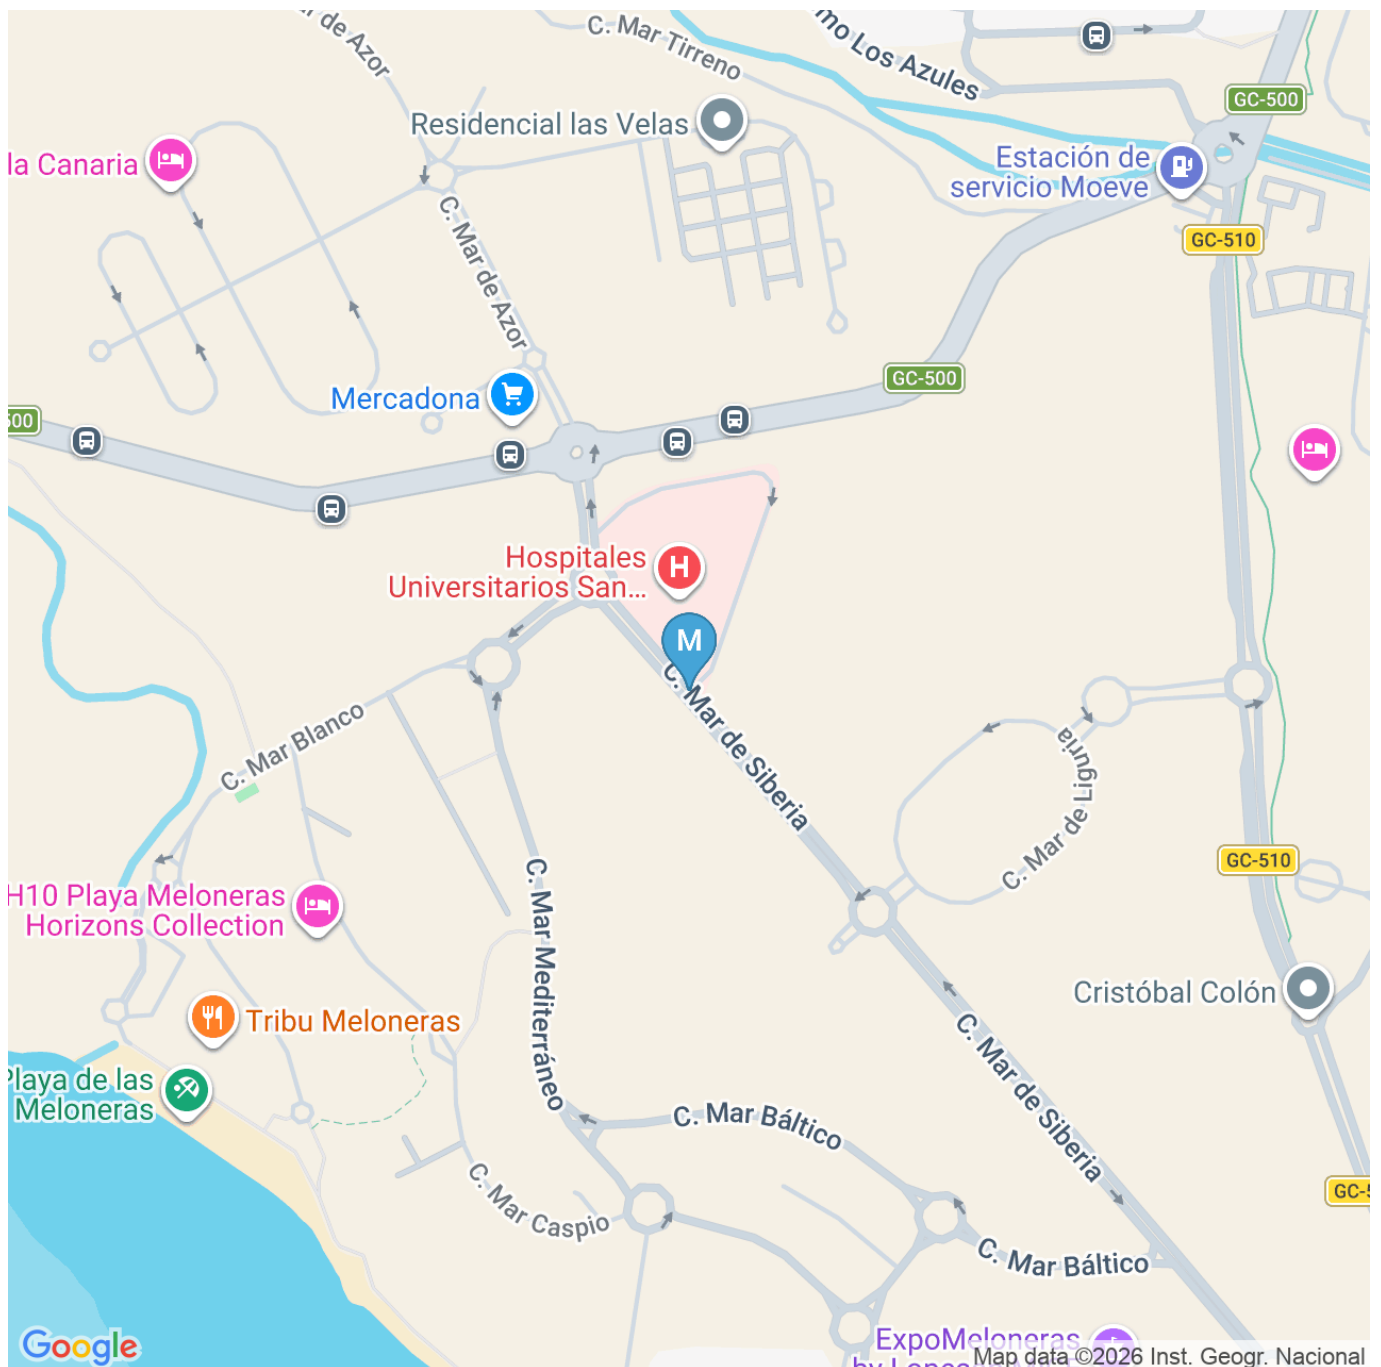 C. Mar Tirreno
Los Azules
de Azor
GC-500
Residencial las Velas
Estación de
servicio Moeve
la Canaria
GC-510
C. Mar de Azor
GC-500
Mercadona
500
Hospitales
Universitarios San...
H
M
C. Mar de Siberia
C. Mar Blanco
C. Mar de Liguria
GC-510
H10 Playa Meloneras
Horizons Collection
C. Mar Mediterráneo
Cristóbal Colón
Tribu Meloneras
C. Mar de Siberia
Playa de las
Meloneras
C. Mar Báltico
C. Mar Caspio
GC-5
C. Mar Báltico
ExpoMeloneras
Google
Map data ©2026 Inst. Geogr. Nacional